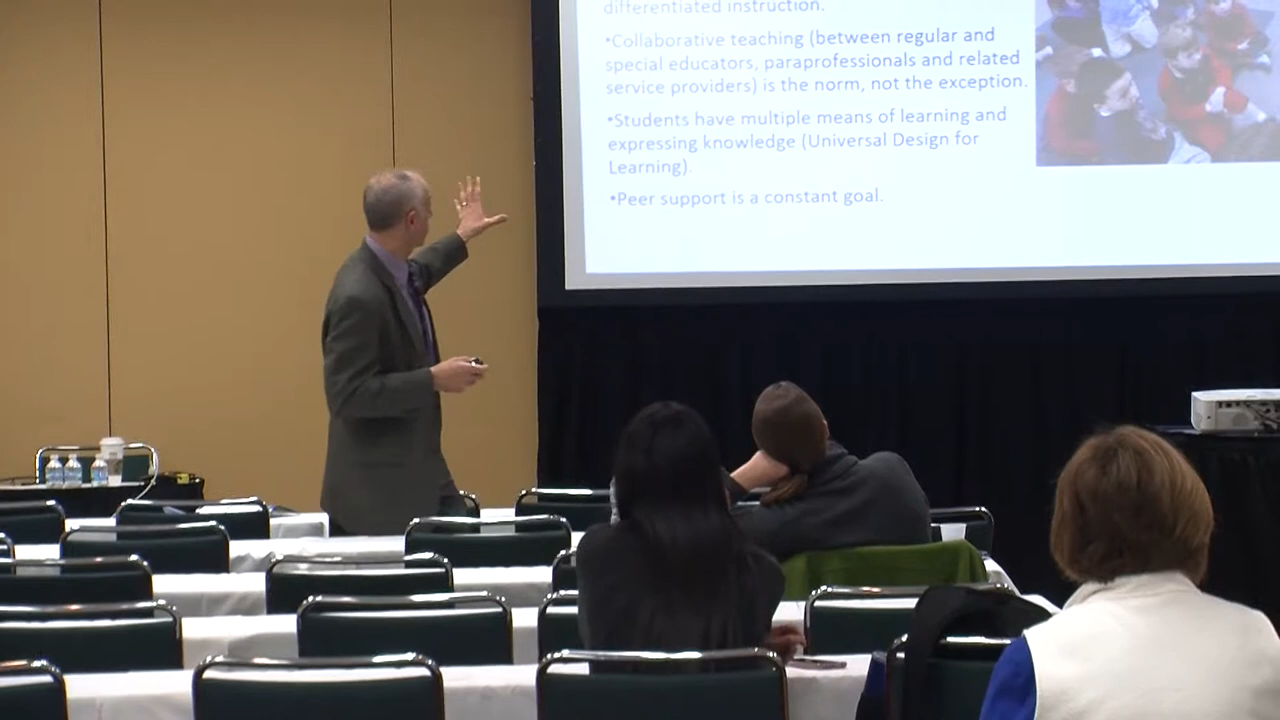 differentiated instruction.
•Collaborative teaching (between regular and
special educators, paraprofessionals and related
service providers) is the norm, not the exception.
•Students have multiple means of learning and
expressing knowledge (Universal Design for
Learning).
•Peer support is a constant goal.